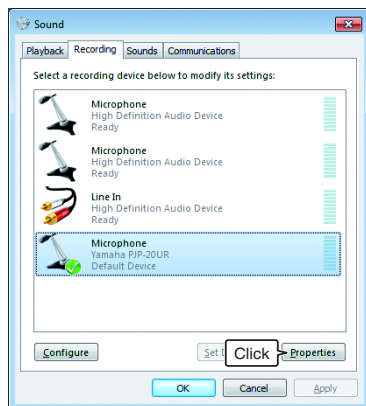 Sound
Playback Recording Sounds Communications
Select a recording device below to modify its settings:
Microphone
High Definition Audio Device
Ready
Microphone
High Definition Audio Device
Ready
Line In
High Definition Audio Device
Ready
Microphone
Yamaha PJP-20UR
Default Device
Configure Set Click Properties
OK Cancel Apply